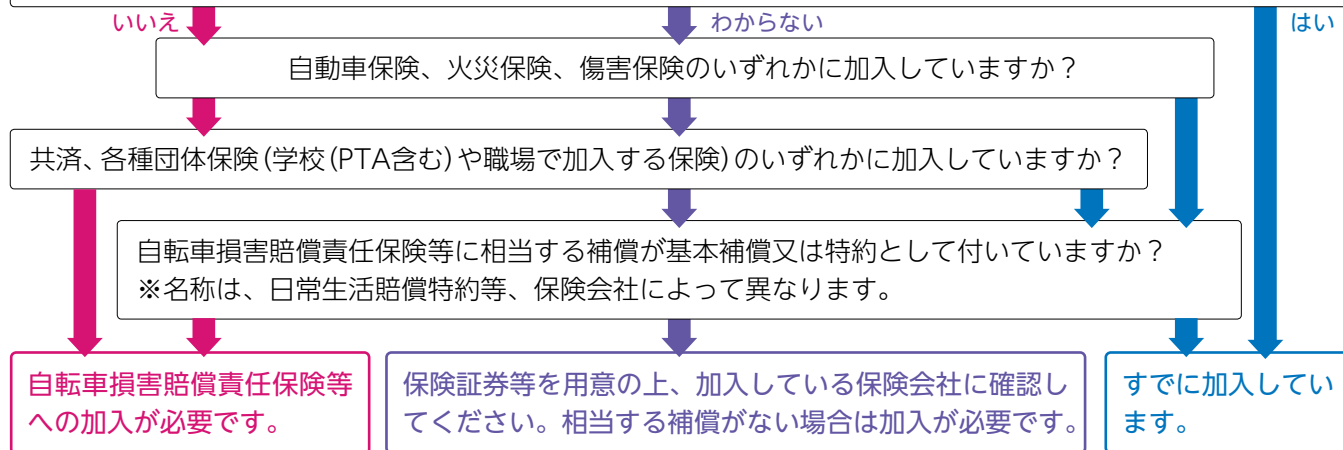 いいえ
わからない
はい
自動車保険、火災保険、傷害保険のいずれかに加入していますか？
共済、各種団体保険(学校(PTA含む)や職場で加入する保険)のいずれかに加入していますか？
自転車損害賠償責任保険等に相当する補償が基本補償又は特約として付いていますか？
※名称は、日常生活賠償特約等、保険会社によって異なります。
自転車損害賠償責任保険等
への加入が必要です。
保険証券等を用意の上、加入している保険会社に確認し
てください。相当する補償がない場合は加入が必要です。
すでに加入してい
ます。